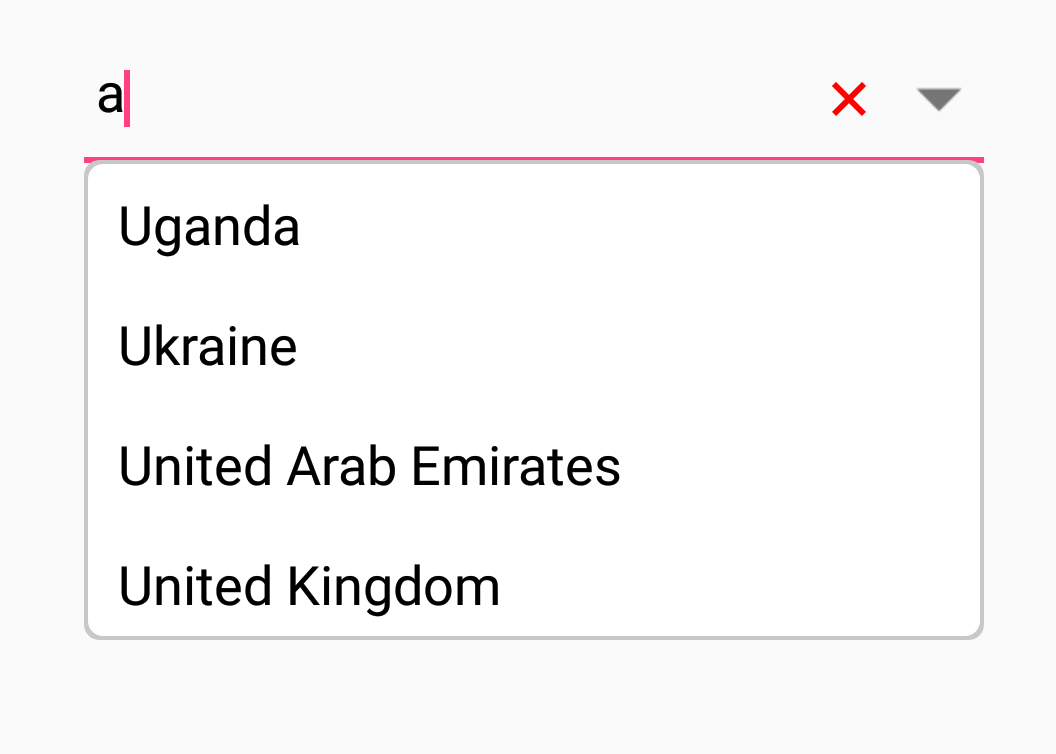 a
Uganda
Ukraine
United Arab Emirates
United Kingdom